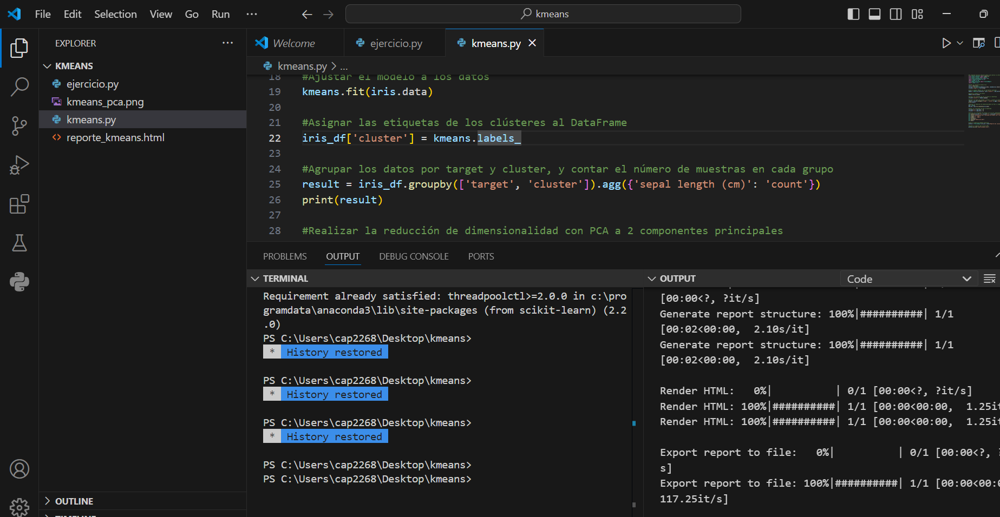 File Edit Selection View Go Run ···
kmeans
EXPLORER ···
KMEANS
ejercicio.py
kmeans_pca.png
kmeans.py
reporte_kmeans.html
OUTLINE
Welcome
ejercicio.py
kmeans.py
kmeans.py > ...
18 #Ajustar el modelo a los datos
19 kmeans.fit(iris.data)
20
21 #Asignar las etiquetas de los clústeres al DataFrame
22 iris_df['cluster'] = kmeans.labels_
23
24 #Agrupar los datos por target y cluster, y contar el número de muestras en cada grupo
25 result = iris_df.groupby(['target', 'cluster']).agg({'sepal length (cm)': 'count'})
26 print(result)
27
28 #Realizar la reducción de dimensionalidad con PCA a 2 componentes principales
PROBLEMS OUTPUT DEBUG CONSOLE PORTS
TERMINAL
Requirement already satisfied: threadpoolctl>=2.0.0 in c:\pro
gramdata\anaconda3\lib\site-packages (from scikit-learn) (2.2
.0)
PS C:\Users\cap2268\Desktop\kmeans>
* History restored
PS C:\Users\cap2268\Desktop\kmeans>
* History restored
PS C:\Users\cap2268\Desktop\kmeans>
* History restored
PS C:\Users\cap2268\Desktop\kmeans>
PS C:\Users\cap2268\Desktop\kmeans>
OUTPUT
Code
[00:00<?, ?it/s]
Generate report structure: 100%|##########| 1/1
[00:02<00:00,  2.10s/it]
Generate report structure: 100%|##########| 1/1
[00:02<00:00,  2.10s/it]
Render HTML:   0%|          | 0/1 [00:00<?, ?it/s]
Render HTML: 100%|##########| 1/1 [00:00<00:00,  1.25it
Render HTML: 100%|##########| 1/1 [00:00<00:00,  1.25it
Export report to file:   0%|          | 0/1 [00:00<?, ?
s]
Export report to file: 100%|##########| 1/1 [00:00<00:0
117.25it/s]